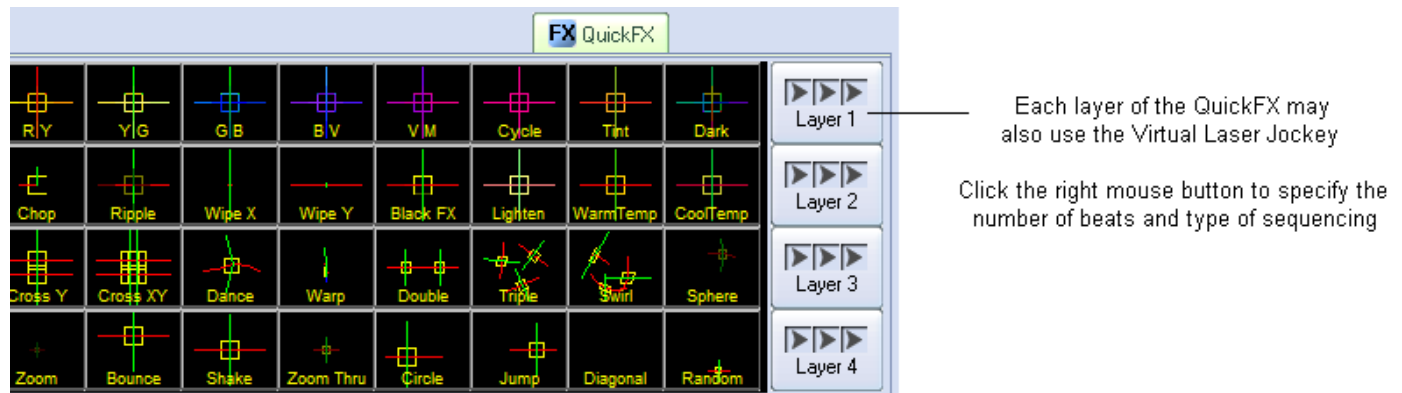 FX QuickFX
R Y Y G G B B V V M Cycle Tint Dark Layer 1
Chop Ripple Wipe X Wipe Y Black FX Lighten WarmTemp CoolTemp Layer 2
Cross Y Cross XY Dance Warp Double Triple Swirl Sphere Layer 3
Zoom Bounce Shake Zoom Thru Circle Jump Diagonal Random Layer 4
Each layer of the QuickFX may
also use the Virtual Laser Jockey
Click the right mouse button to specify the
number of beats and type of sequencing